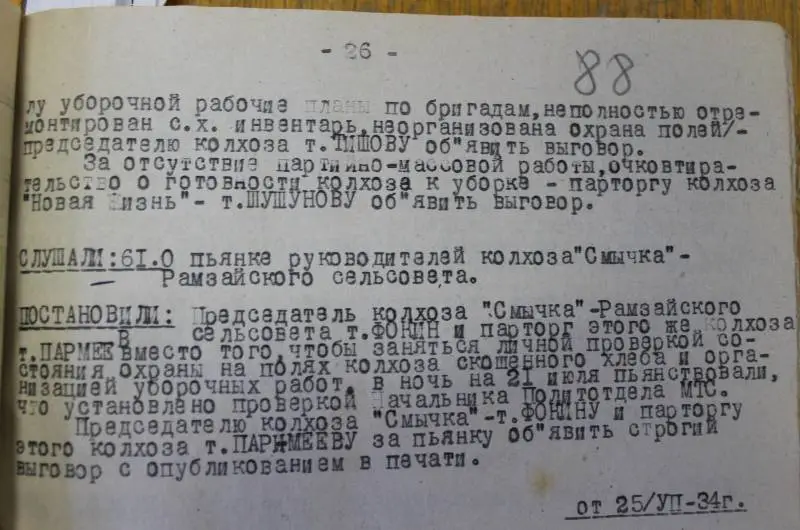 - 26 -
88
лу уборочной рабочие планы по бригадам,неполностью отре-
монтирован с.х. инвентарь,неорганизована охрана полей/-
председателю колхоза т.ТИШОВУ об"явить выговор.
За отсутствие партийно-массовой работы,очковтира-
тельство о готовности колхоза к уборке - парторгу колхоза
"Новая Жизнь"- т.ШУШУНОВУ об"явить выговор.
СЛУШАЛИ:61.О пьянке руководителей колхоза"Смычка"-
Рамзайского сельсовета.
ПОСТАНОВИЛИ: Председатель колхоза "Смычка"-Рамзайского
сельсовета т.ФОКИН и парторг этого же колхоза
т.ПАРМЕЕВ вместо того,чтобы заняться личной проверкой со-
стояния охраны на полях колхоза скошенного хлеба и орга-
низацией уборочных работ, в ночь на 21 июля пьянствовали,
что установлено проверкой Начальника Политотдела МТС.
Председателю колхоза "Смычка"-т.ФОКИНУ и парторгу
этого колхоза т.ПАРМЕЕВУ за пьянку об"явить строгий
выговор с опубликованием в печати.
от 25/УП-34г.